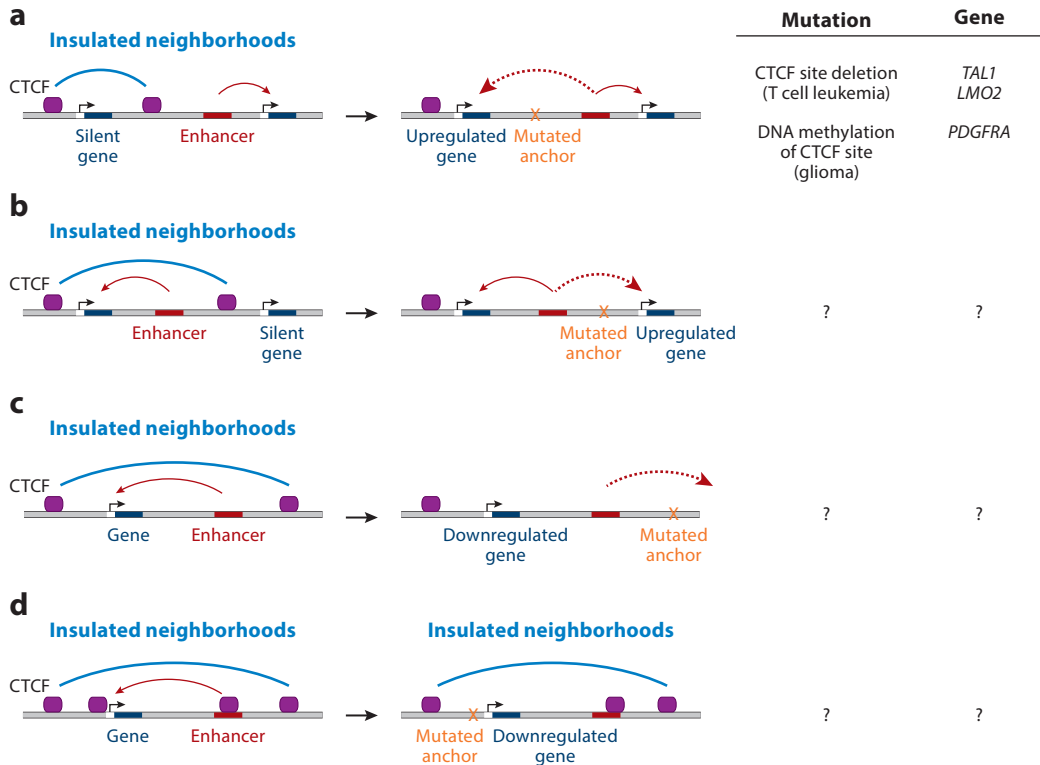 a
Insulated neighborhoods
CTCF
Silent
gene
Enhancer
Upregulated
gene
X
Mutated
anchor
Mutation
Gene
CTCF site deletion
(T cell leukemia)
TAL1
LMO2
DNA methylation
of CTCF site
(glioma)
PDGFRA
b
Insulated neighborhoods
CTCF
Enhancer
Silent
gene
X
Mutated
anchor
Upregulated
gene
?
?
c
Insulated neighborhoods
CTCF
Gene
Enhancer
Downregulated
gene
X
Mutated
anchor
?
?
d
Insulated neighborhoods
Insulated neighborhoods
CTCF
Gene
Enhancer
X
Mutated
anchor
Downregulated
gene
?
?